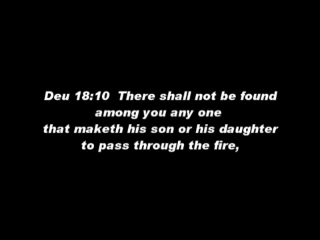 Deu 18:10  There shall not be found
among you any one
that maketh his son or his daughter
to pass through the fire,